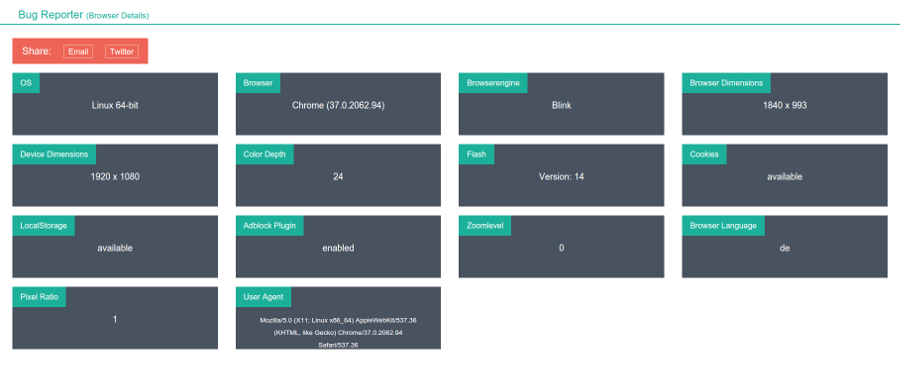 Bug Reporter (Browser Details)
Share: Email Twitter
OS
Linux 64-bit
Browser
Chrome (37.0.2062.94)
Browserengine
Blink
Browser Dimensions
1840 x 993
Device Dimensions
1920 x 1080
Color Depth
24
Flash
Version: 14
Cookies
available
LocalStorage
available
Adblock Plugin
enabled
Zoomlevel
0
Browser Language
de
Pixel Ratio
1
User Agent
Mozilla/5.0 (X11; Linux x86_64) AppleWebKit/537.36
(KHTML, like Gecko) Chrome/37.0.2062.94
Safari/537.36